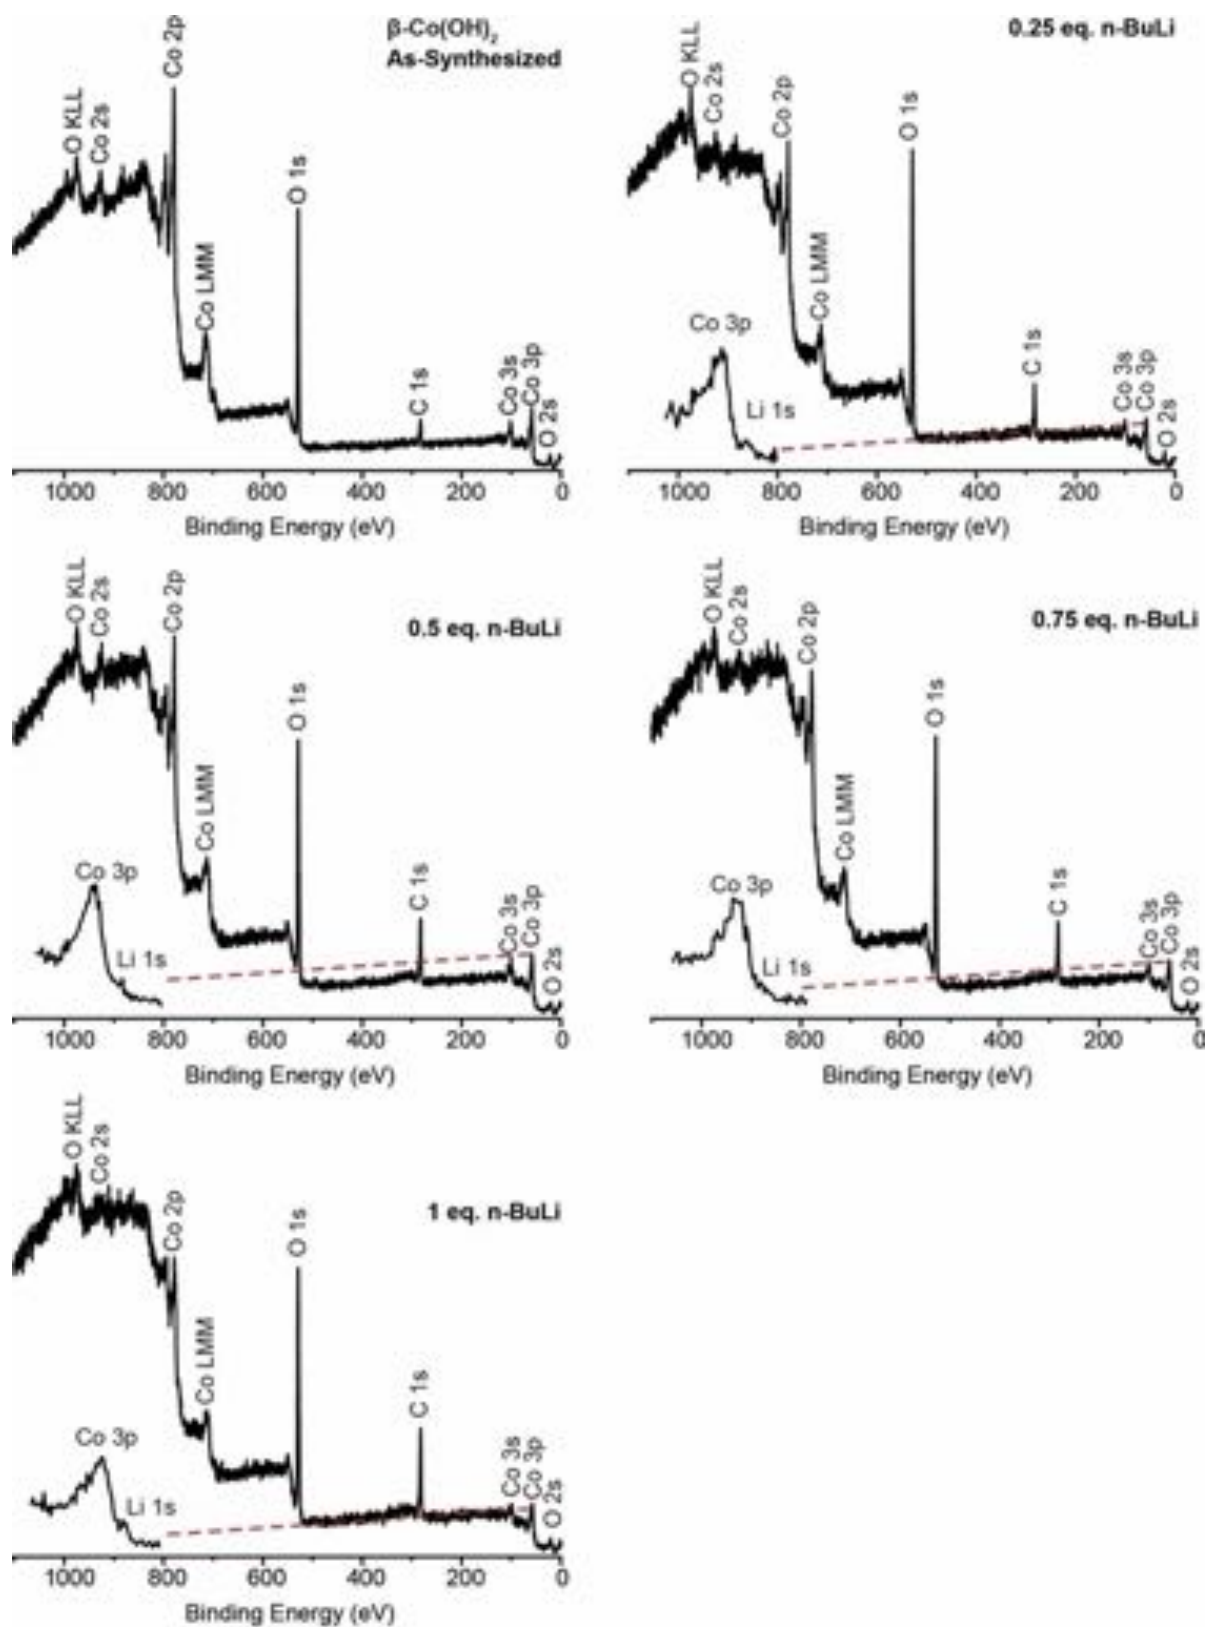 β-Co(OH)₂
As-Synthesized
O KLL
Co 2s
Co 2p
Co LMM
O 1s
C 1s
Co 3s
Co 3p
O 2s
1000 800 600 400 200 0
Binding Energy (eV)
0.25 eq. n-BuLi
O KLL
Co 2s
Co 2p
Co LMM
O 1s
C 1s
Co 3s
Co 3p
O 2s
Co 3p
Li 1s
1000 800 600 400 200 0
Binding Energy (eV)
0.5 eq. n-BuLi
O KLL
Co 2s
Co 2p
Co LMM
O 1s
C 1s
Co 3s
Co 3p
O 2s
Co 3p
Li 1s
1000 800 600 400 200 0
Binding Energy (eV)
0.75 eq. n-BuLi
O KLL
Co 2s
Co 2p
Co LMM
O 1s
C 1s
Co 3s
Co 3p
O 2s
Co 3p
Li 1s
1000 800 600 400 200 0
Binding Energy (eV)
1 eq. n-BuLi
O KLL
Co 2s
Co 2p
Co LMM
O 1s
C 1s
Co 3s
Co 3p
O 2s
Co 3p
Li 1s
1000 800 600 400 200 0
Binding Energy (eV)